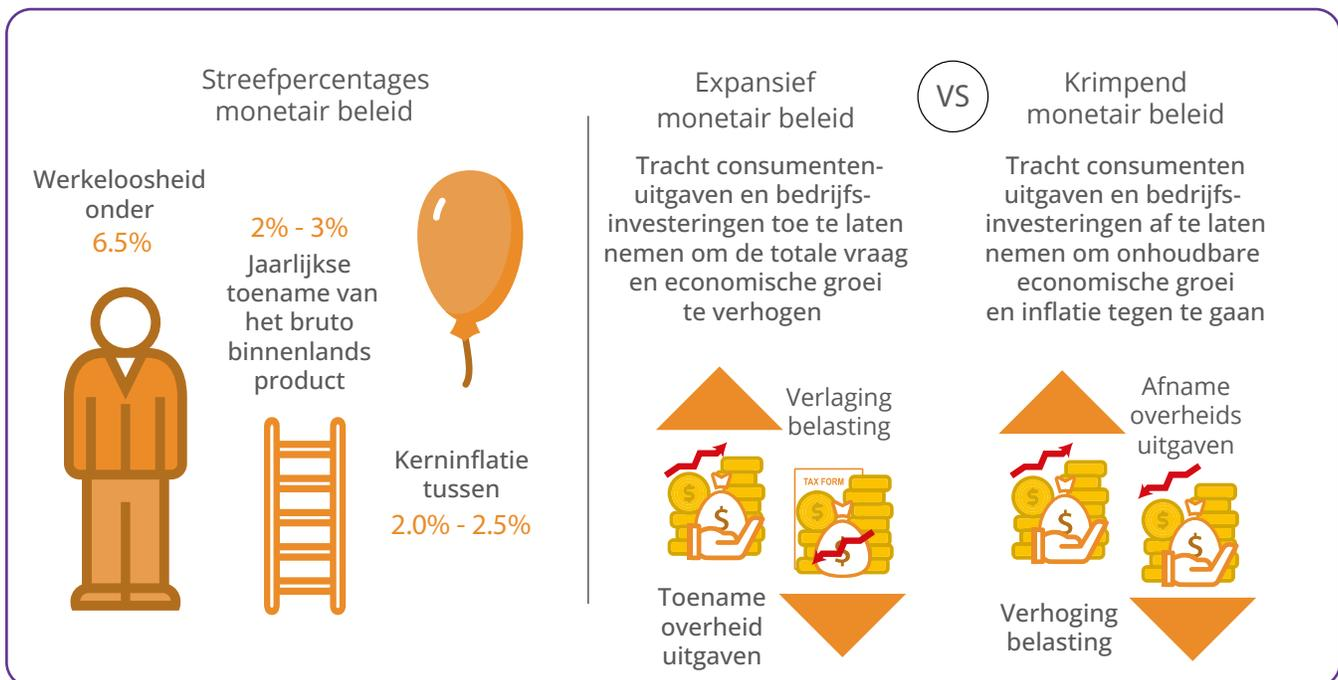 Streefpercentages
monetair beleid
Werkeloosheid
onder
6.5%
2% - 3%
Jaarlijkse
toename van
het bruto
binnenlands
product
Kerninflatie
tussen
2.0% - 2.5%
Expansief
monetair beleid
Tracht consumenten-
uitgaven en bedrijfs-
investeringen toe te laten
nemen om de totale vraag
en economische groei
te verhogen
Verlaging
belasting
$
$
TAX FORM
$
$
Toename
overheid
uitgaven
VS
Krimpend
monetair beleid
Tracht consumenten
uitgaven en bedrijfs-
investeringen af te laten
nemen om onhoudbare
economische groei
en inflatie tegen te gaan
Afname
overheids
uitgaven
$
$
$
$
Verhoging
belasting